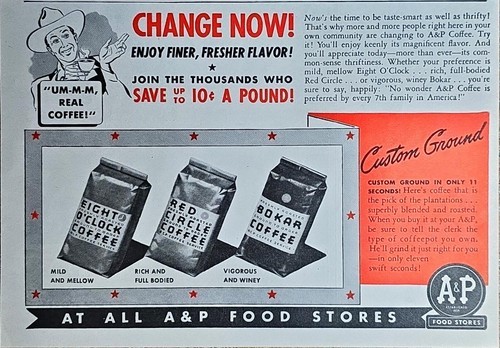 CHANGE NOW!
ENJOY FINER, FRESHER FLAVOR!
JOIN THE THOUSANDS WHO
SAVE UP TO 10¢ A POUND!
"UM-M-M,
REAL
COFFEE!"
Now's the time to be taste-smart as well as thrifty!
That's why more and more people right here in your
own community are changing to A&P Coffee. Try
it! You'll enjoy keenly its magnificent flavor. And
you'll appreciate today—more than ever—its com-
mon-sense thriftiness. Whether your preference is
mild, mellow Eight O'Clock . . . rich, full-bodied
Red Circle . . . or vigorous, winey Bokar . . . you're
sure to say, happily: "No wonder A&P Coffee is
preferred by every 7th family in America!"
Custom Ground
CUSTOM GROUND IN ONLY 11
SECONDS! Here's coffee that is
the pick of the plantations . . .
superbly blended and roasted.
When you buy it at your A&P,
be sure to tell the clerk the
type of coffeepot you own.
He'll grind it just right for you
—in only eleven
swift seconds!
EIGHT
O'CLOCK
COFFEE
RED
CIRCLE
COFFEE
BOKAR
COFFEE
MILD
AND MELLOW
RICH AND
FULL BODIED
VIGOROUS
AND WINEY
A&P
FOOD STORES
AT ALL A&P FOOD STORES